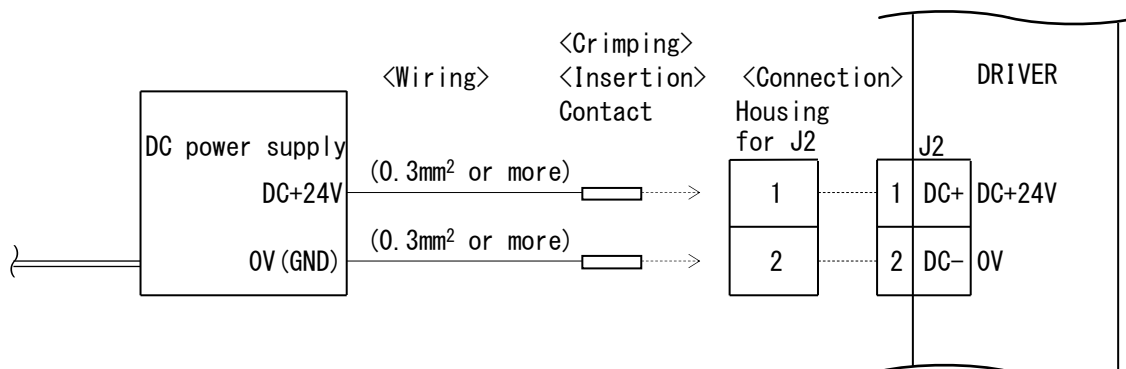 <Crimping>
<Wiring> <Insertion> <Connection> DRIVER
Contact Housing
for J2
DC power supply J2
(0.3mm² or more)
DC+24V 1 1 DC+ DC+24V
(0.3mm² or more)
0V(GND) 2 2 DC- 0V